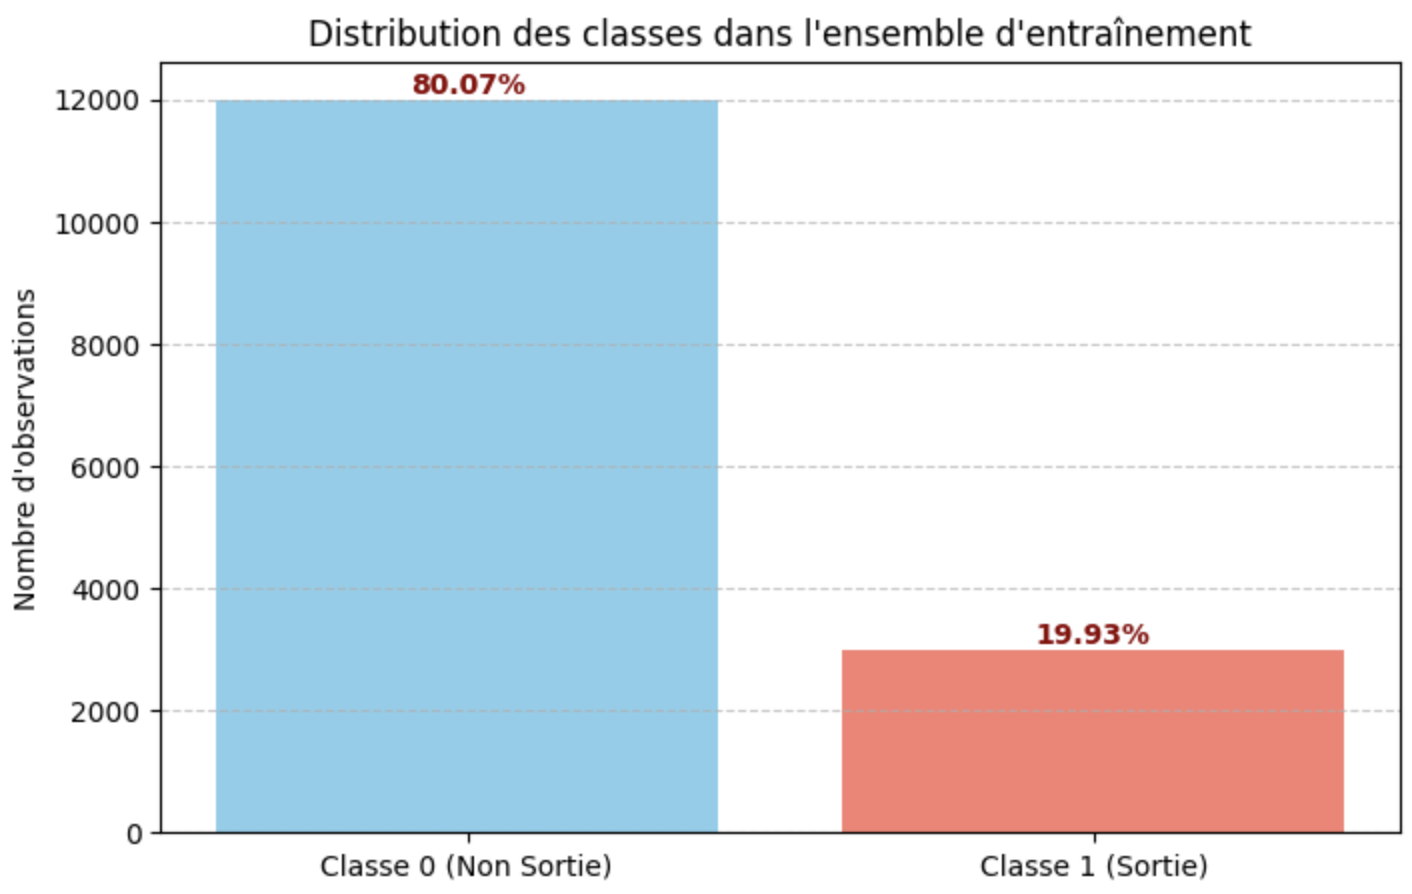 Distribution des classes dans l'ensemble d'entraînement
80.07%
12000
10000
8000
6000
4000
19.93%
2000
0
Nombre d'observations
Classe 0 (Non Sortie)
Classe 1 (Sortie)